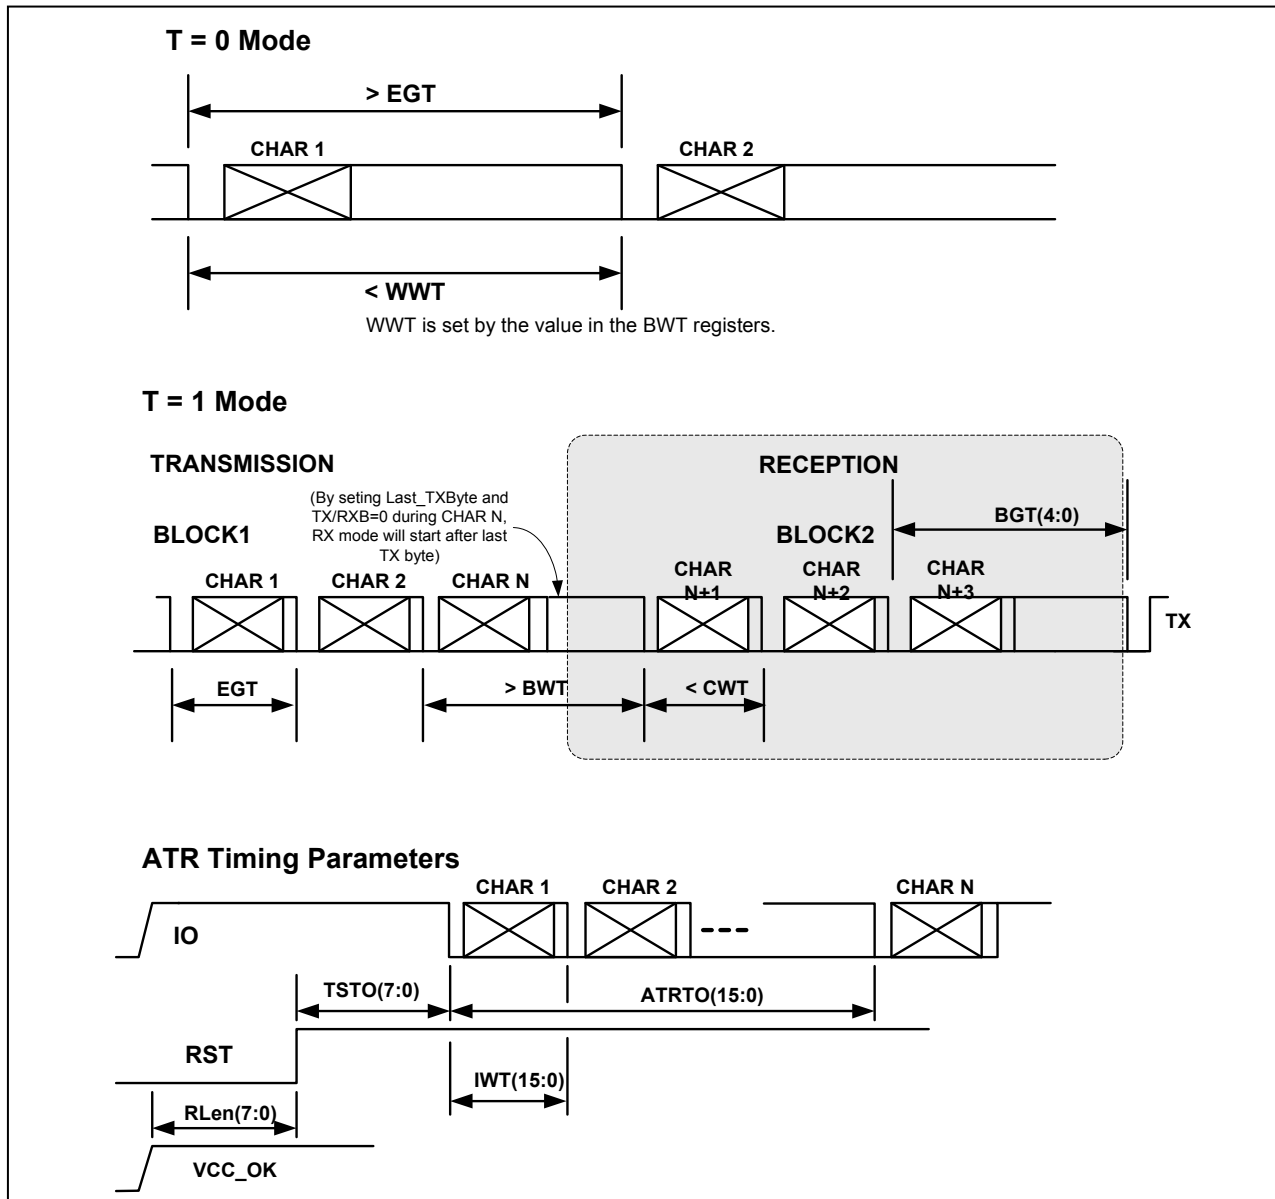 T = 0 Mode
> EGT
CHAR 1
CHAR 2
< WWT
WWT is set by the value in the BWT registers.
T = 1 Mode
TRANSMISSION
RECEPTION
(By seting Last_TXByte and
TX/RXB=0 during CHAR N,
RX mode will start after last
TX byte)
BGT(4:0)
BLOCK1
BLOCK2
CHAR 1
CHAR 2
CHAR N
CHAR
N+1
CHAR
N+2
CHAR
N+3
TX
EGT
> BWT
< CWT
ATR Timing Parameters
CHAR 1
CHAR 2
CHAR N
IO
TSTO(7:0)
ATRTO(15:0)
RST
IWT(15:0)
RLen(7:0)
VCC_OK